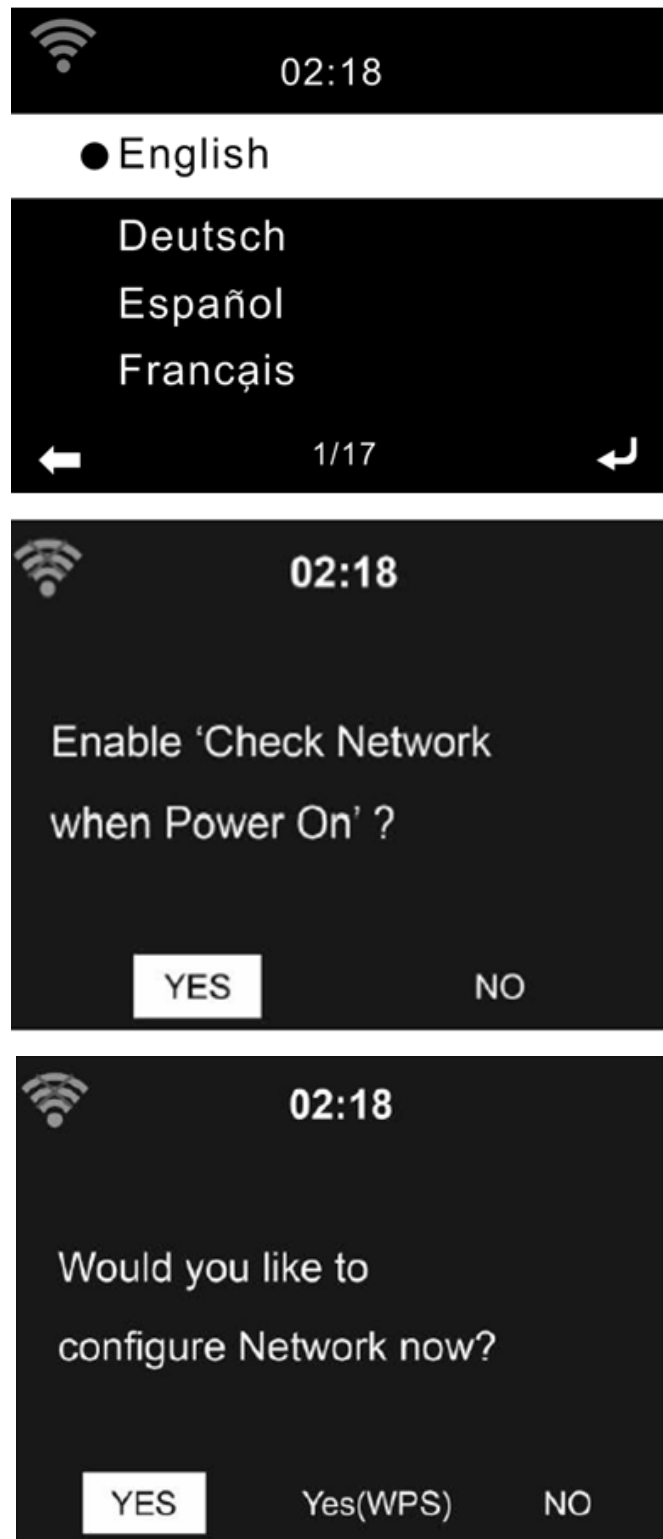 02:18
English
Deutsch
Español
Français
1/17
02:18
Enable ‘Check Network
when Power On’ ?
YES NO
02:18
Would you like to
configure Network now?
YES Yes(WPS) NO